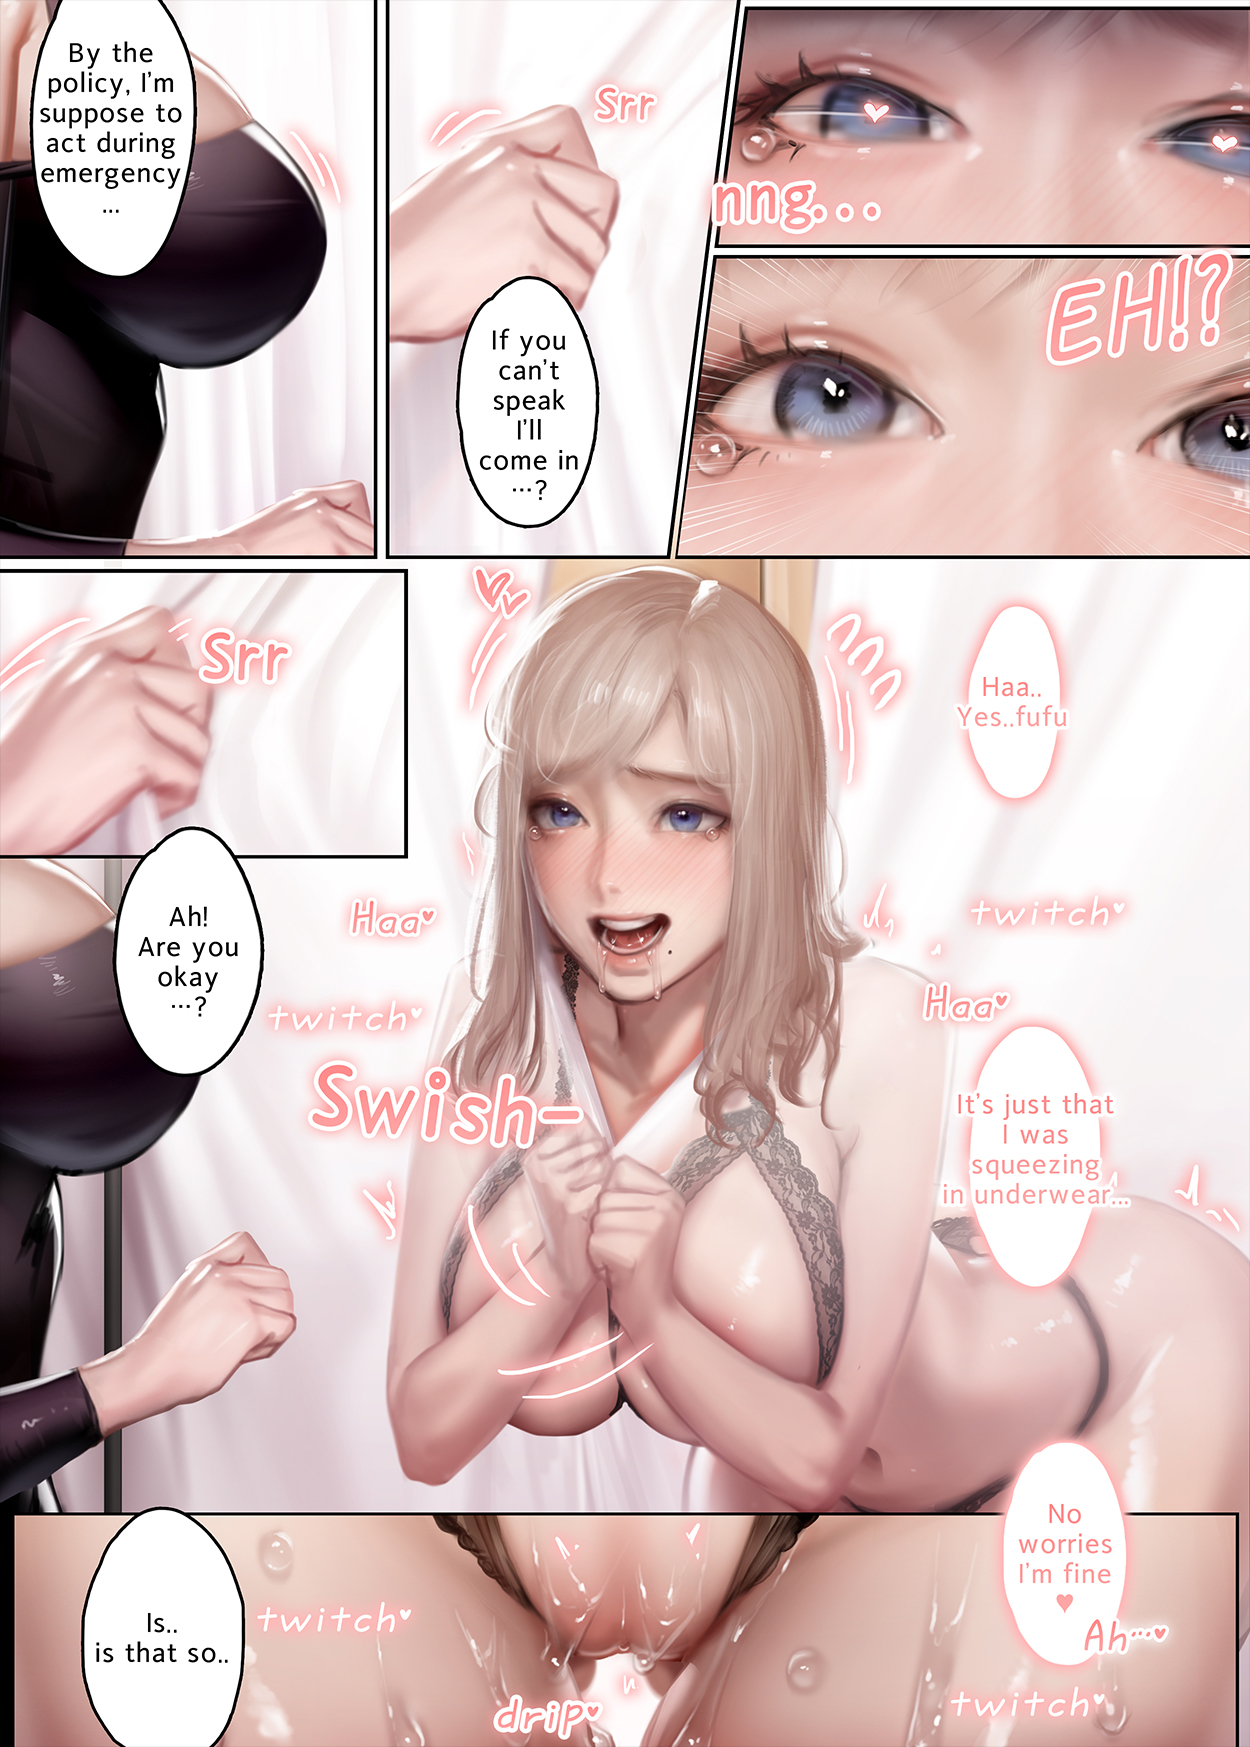 By the
policy, I'm
suppose to
act during
emergency
...
Srr
If you
can't
speak
I'll
come in
...?
nng...
EH!?
Srr
Haa..
Yes..fufu
Ah!
Are you
okay
...?
Haa♥
twitch♥
twitch♥
Haa♥
Swish-
It's just that
I was
squeezing
in underwear...
No
worries
I'm fine
♥
Ah...♥
Is..
is that so..
twitch♥
drip♥
twitch♥